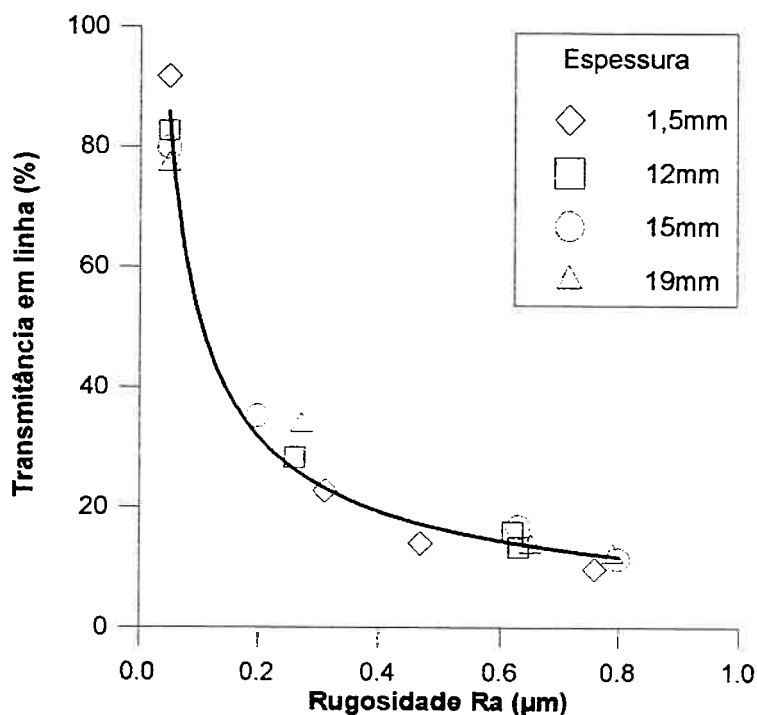 100
80
60
40
20
0
Transmitância em linha (%)
0.0 0.2 0.4 0.6 0.8 1.0
Rugosidade Ra (µm)
Espessura
1,5mm
12mm
15mm
19mm